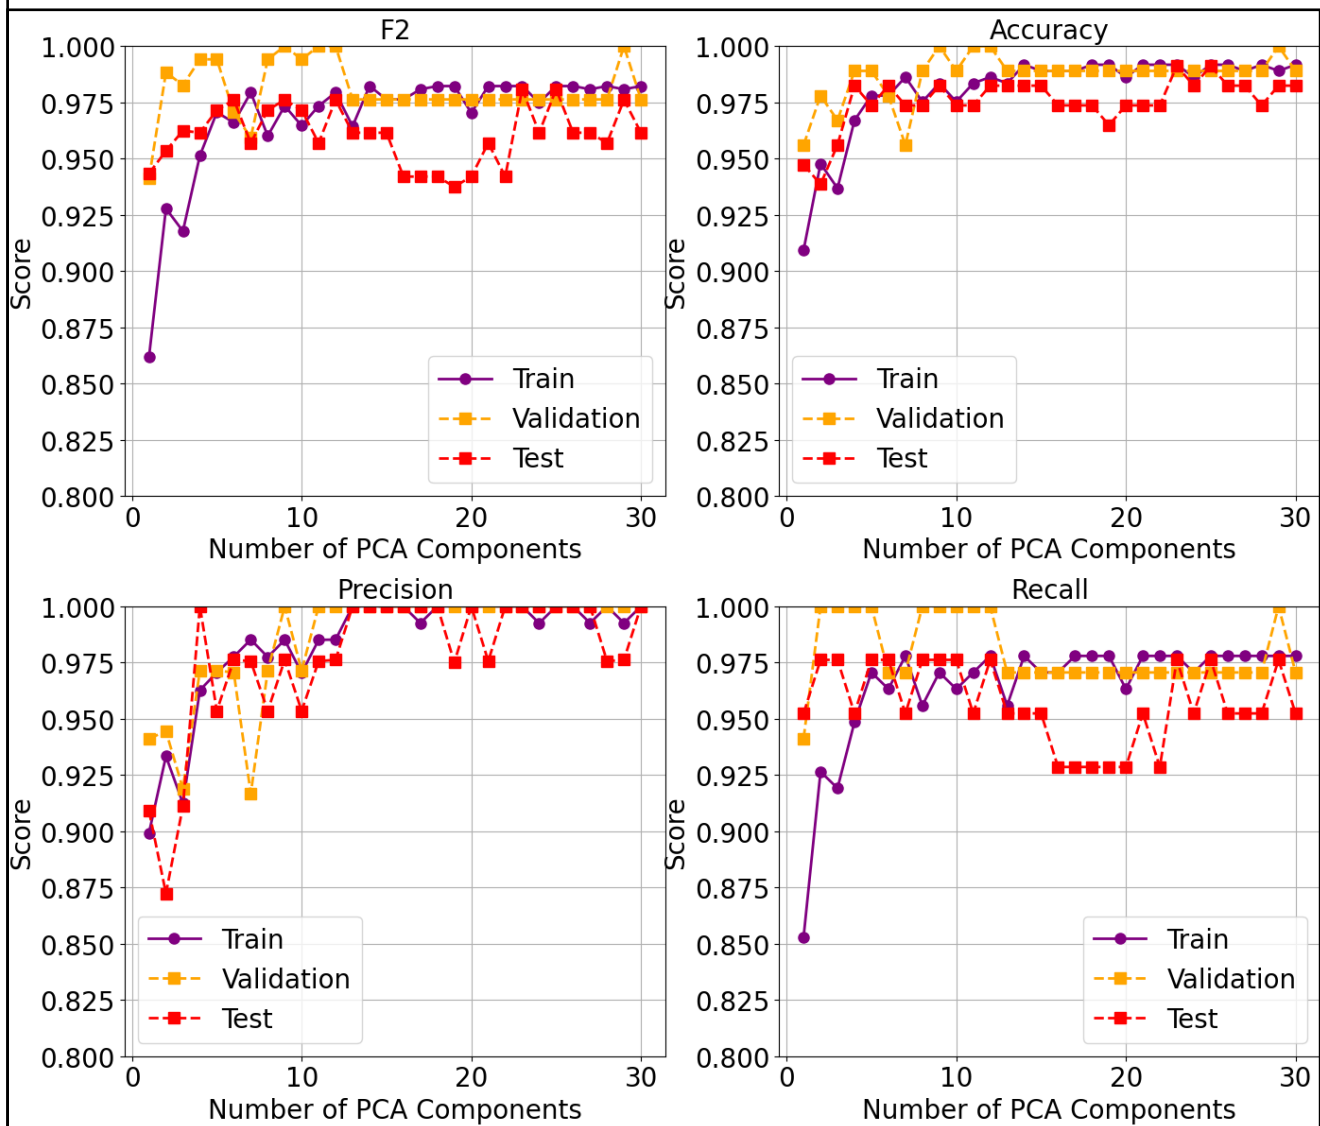 F2
1.000
0.975
0.950
0.925
0.900
0.875
0.850
0.825
0.800
Score
Train
Validation
Test
0 10 20 30
Number of PCA Components
Accuracy
1.000
0.975
0.950
0.925
0.900
0.875
0.850
0.825
0.800
Score
Train
Validation
Test
0 10 20 30
Number of PCA Components
Precision
1.000
0.975
0.950
0.925
0.900
0.875
0.850
0.825
0.800
Score
Train
Validation
Test
0 10 20 30
Number of PCA Components
Recall
1.000
0.975
0.950
0.925
0.900
0.875
0.850
0.825
0.800
Score
Train
Validation
Test
0 10 20 30
Number of PCA Components